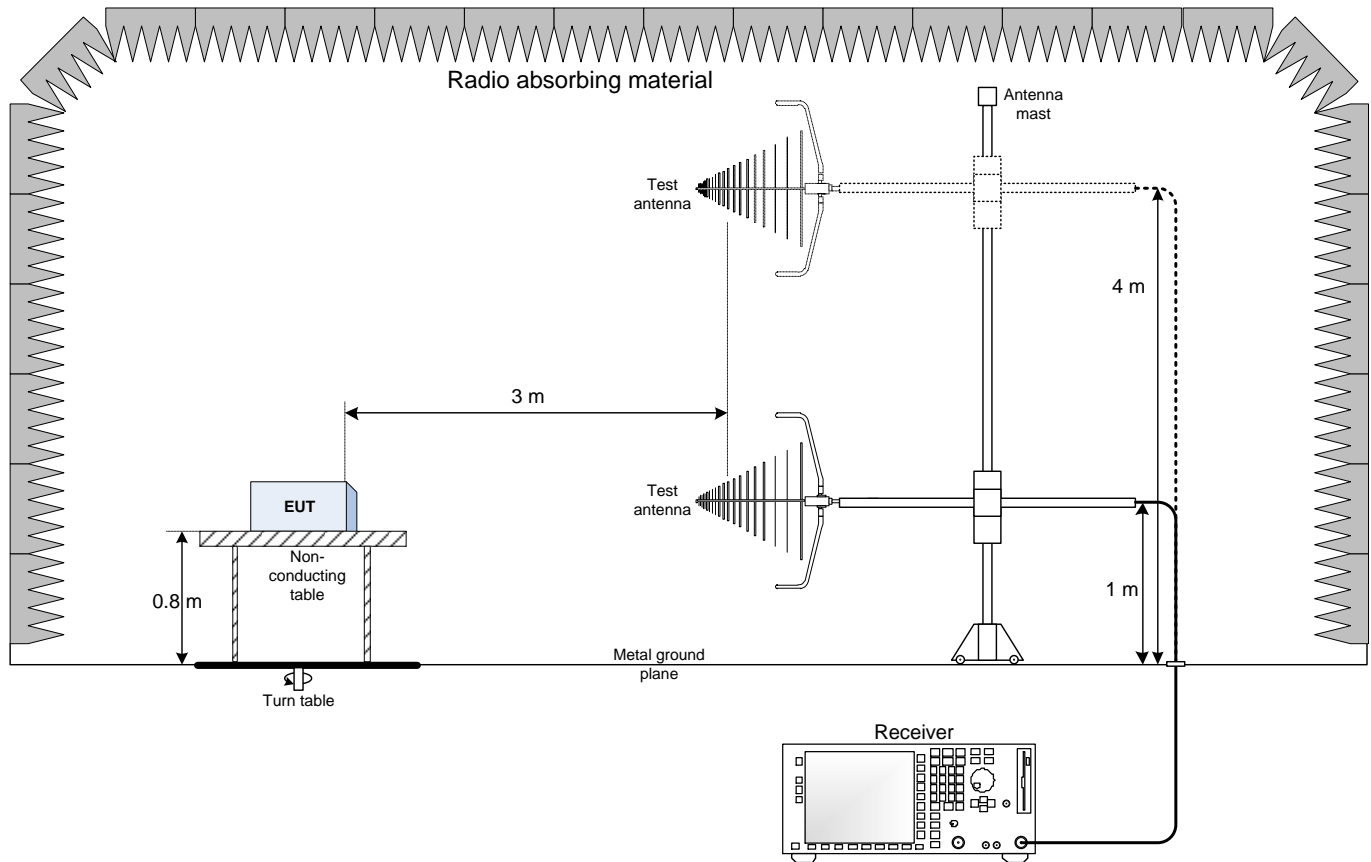 Radio absorbing material
Antenna
mast
Test
antenna
4 m
3 m
Test
antenna
EUT
Non-
conducting
table
0.8 m
1 m
Metal ground
plane
Turn table
Receiver